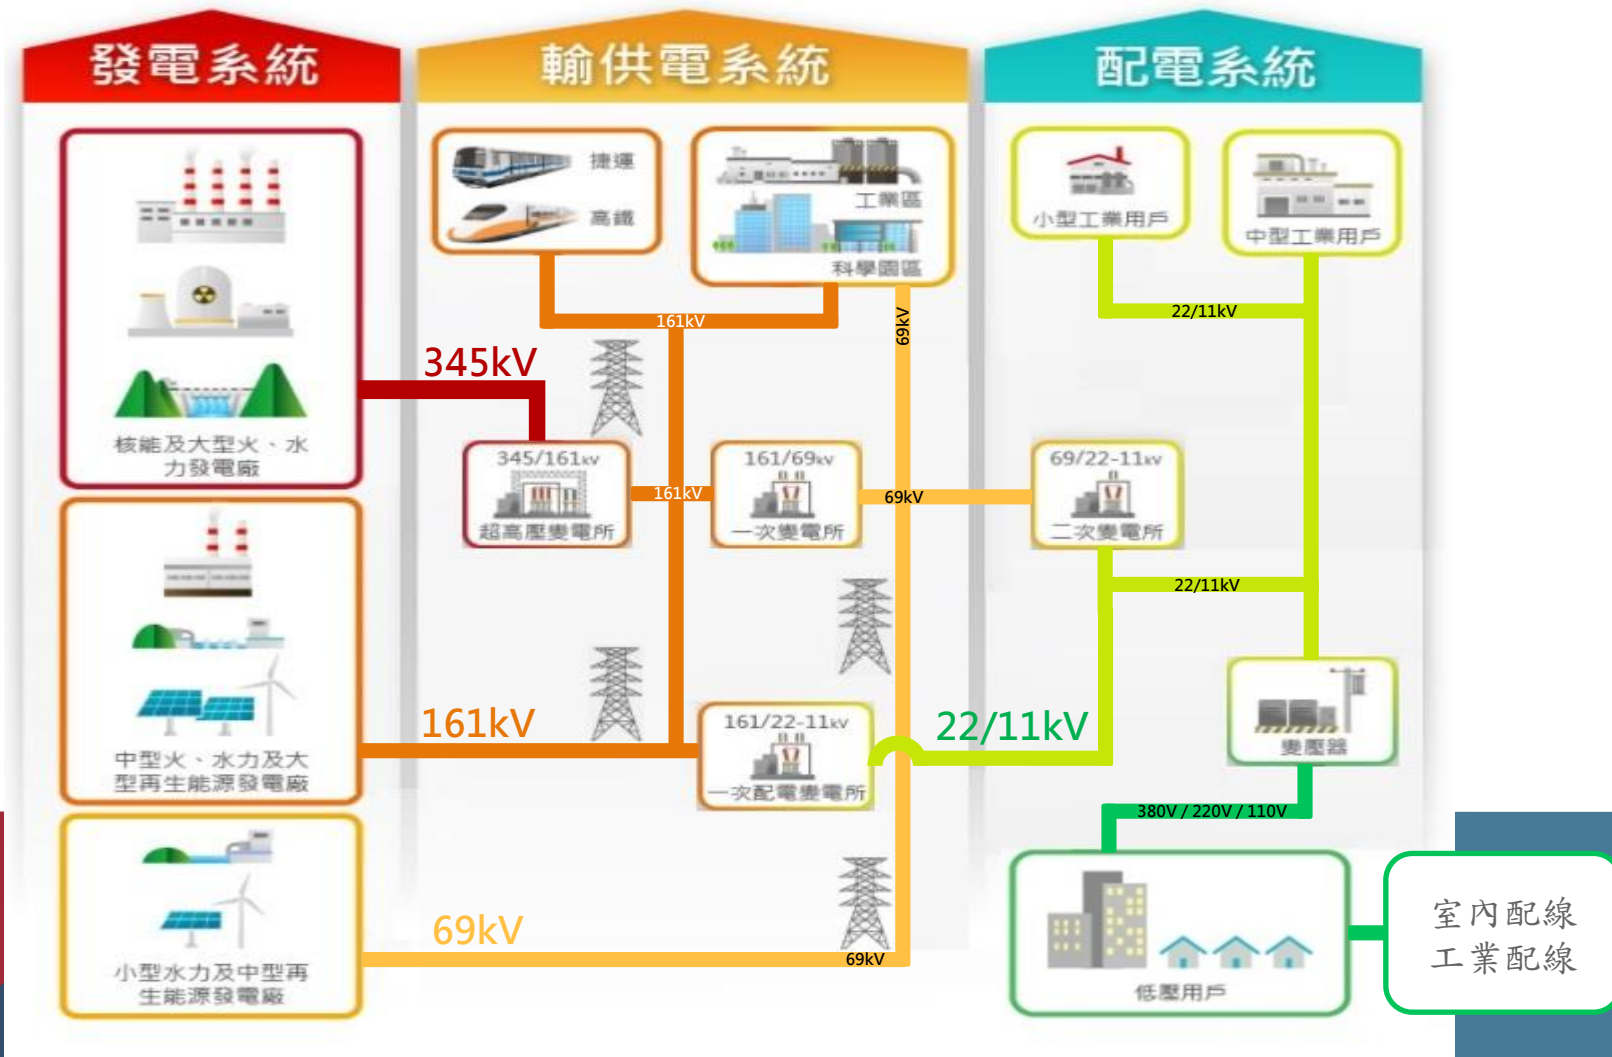 發電系統
輸供電系統
配電系統
核能及大型火、水
力發電廠
中型火、水力及大
型再生能源發電廠
小型水力及中型再
生能源發電廠
捷運
高鐵
工業區
科學園區
161kV
69kV
345kV
345/161kV
超高壓變電所
161kV
161/69kV
一次變電所
69kV
161kV
161/22-11kV
一次配電變電所
22/11kV
69kV
69kV
小型工業用戶
中型工業用戶
22/11kV
69/22-11kV
二次變電所
22/11kV
變壓器
380V / 220V / 110V
低壓用戶
室內配線
工業配線